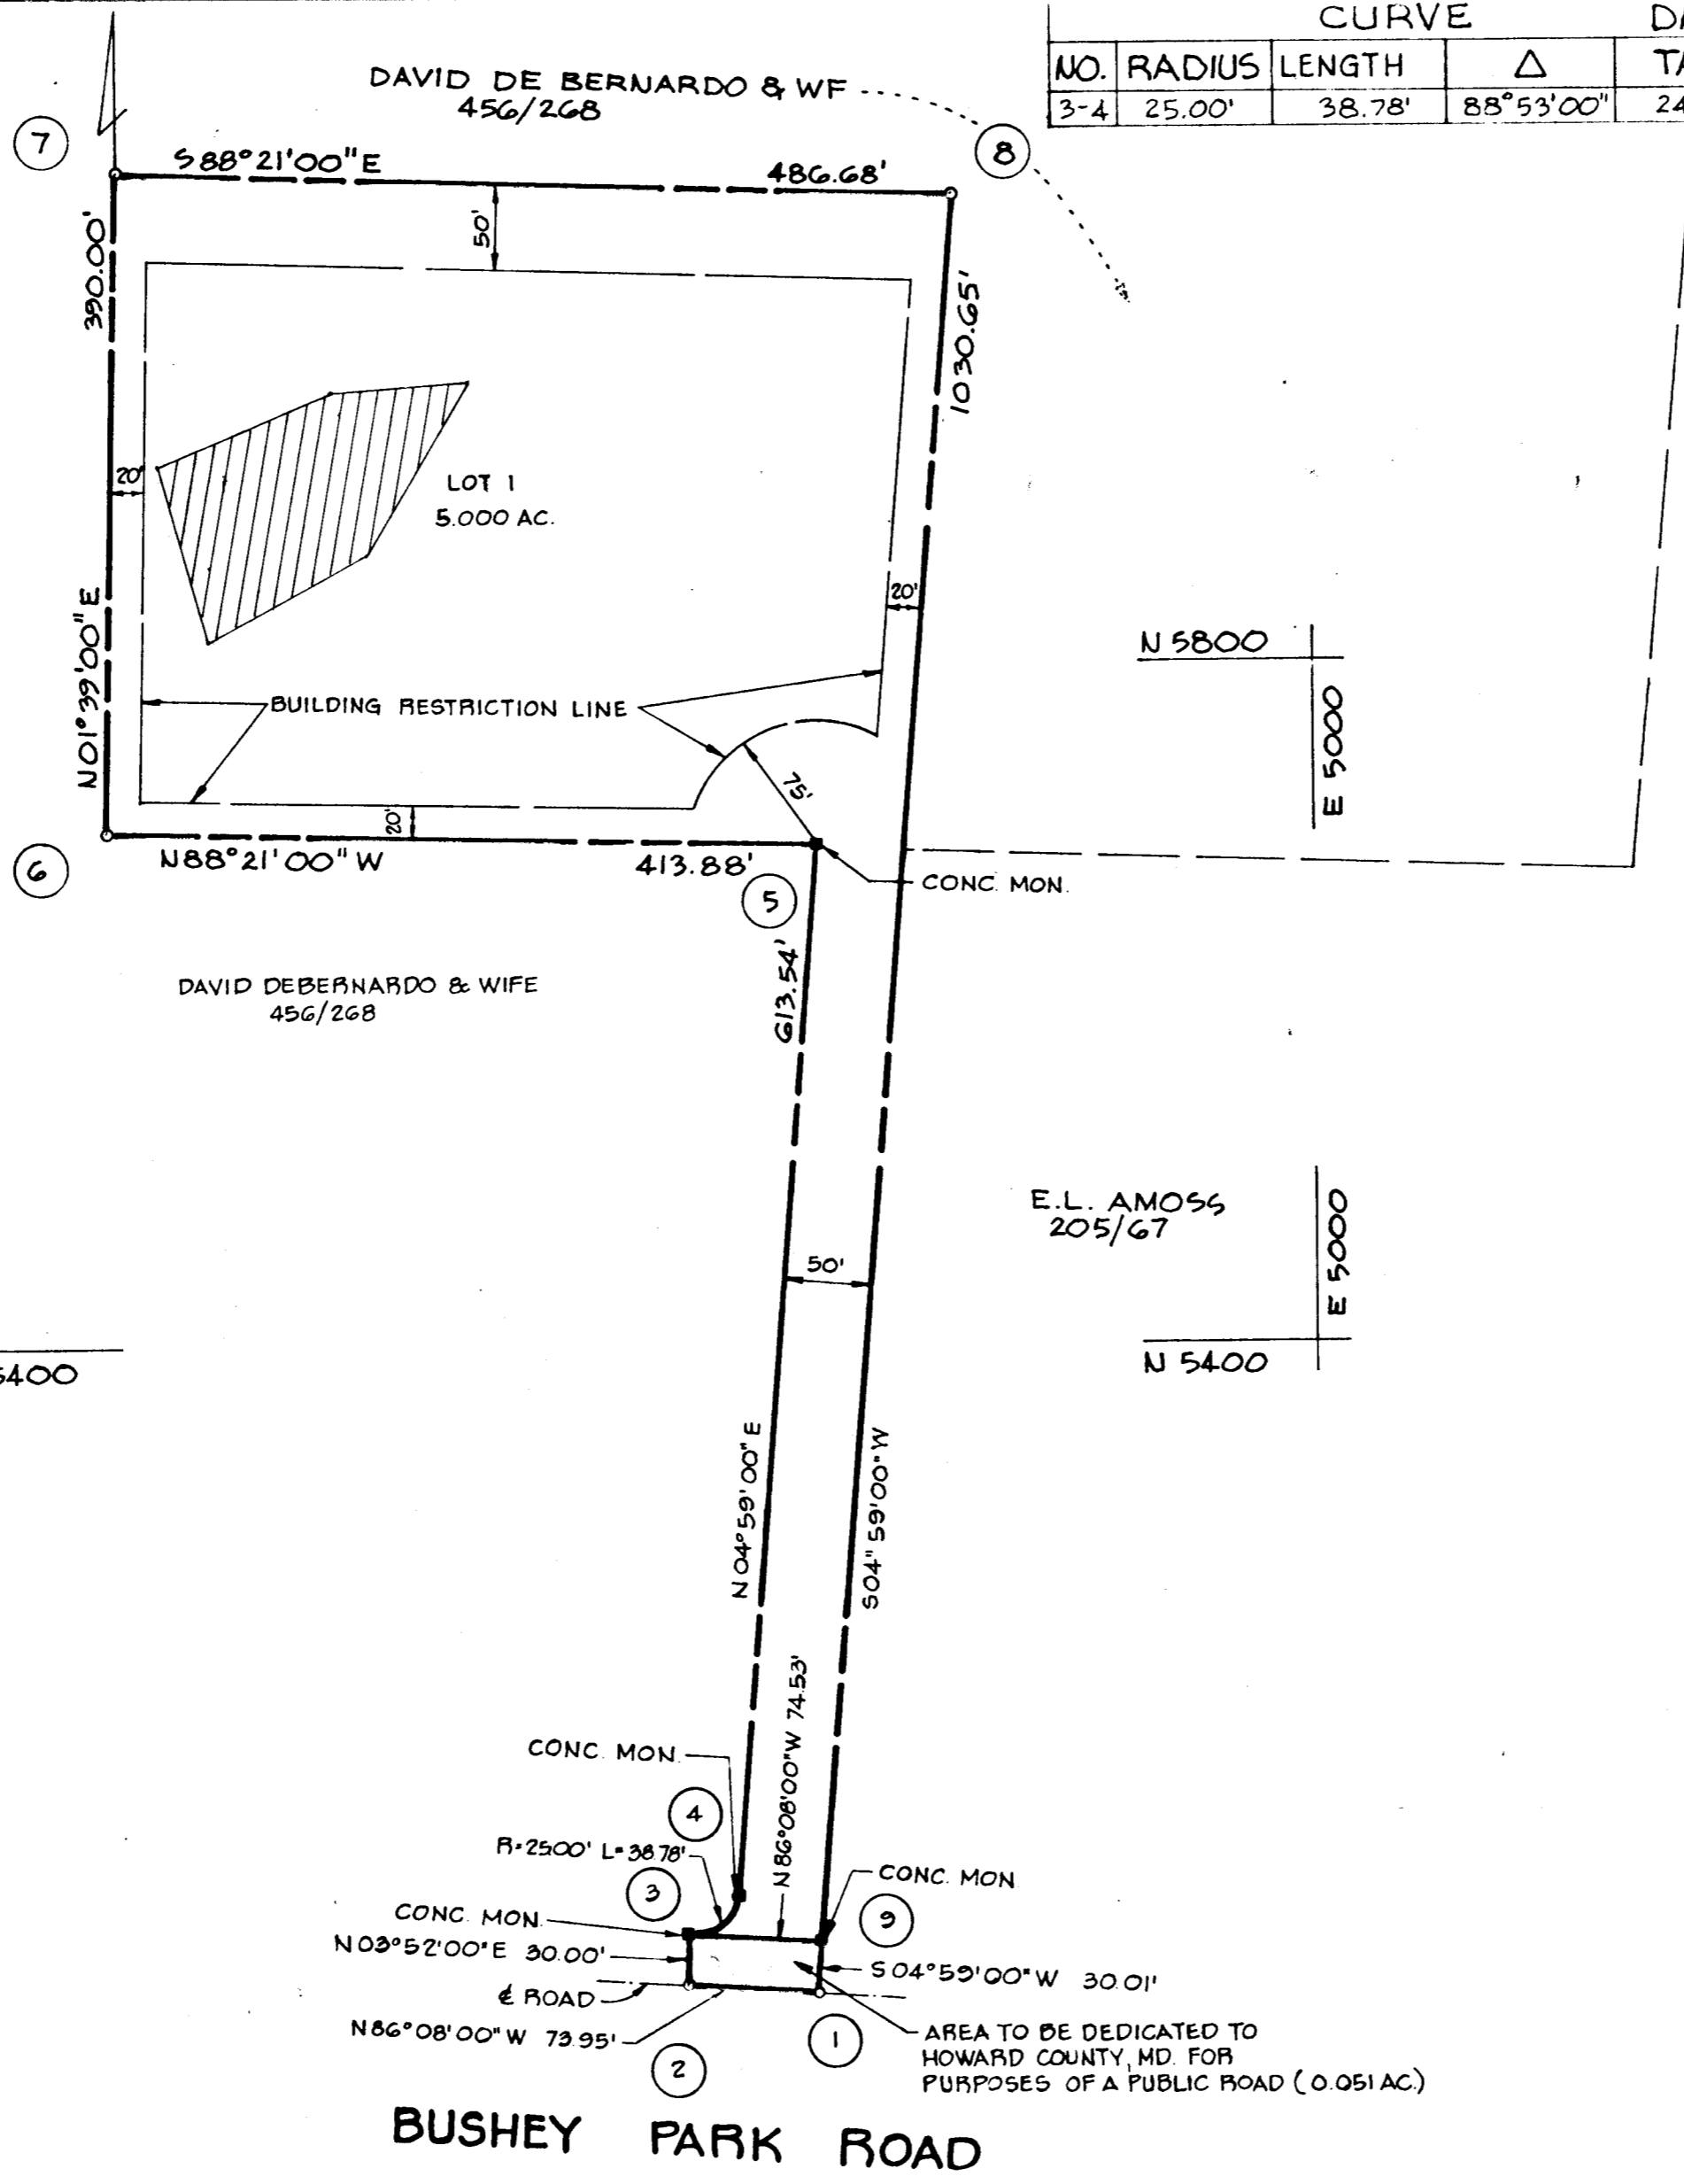 CURVE
NO. RADIUS LENGTH △
3-4 25.00' 38.78' 88°53'00" 24
DAVID DE BERNARDO & WF
456/268
7
8
S88°21'00"E 486.68'
50'
390.00'
1030.65'
20'
LOT 1
5.000 AC.
20'
N 5800
E 5000
N01°39'00"E
BUILDING RESTRICTION LINE
75'
20'
N88°21'00"W 413.88'
6
5
CONC. MON.
613.54'
DAVID DEBERNARDO & WIFE
456/268
E.L. AMOSS
205/67
E 5000
50'
N 5400
5400
N04°59'00"E
S04"59'00"W
N86°08'00"W 74.53'
CONC. MON.
4
R=25.00' L=38.78'
3
CONC. MON
9
CONC. MON.
N03°52'00"E 30.00'
S04°59'00"W 30.01'
℄ ROAD
N86°08'00"W 73.95'
1
2
AREA TO BE DEDICATED TO
HOWARD COUNTY, MD. FOR
PURPOSES OF A PUBLIC ROAD (0.051 AC.)
BUSHEY PARK ROAD